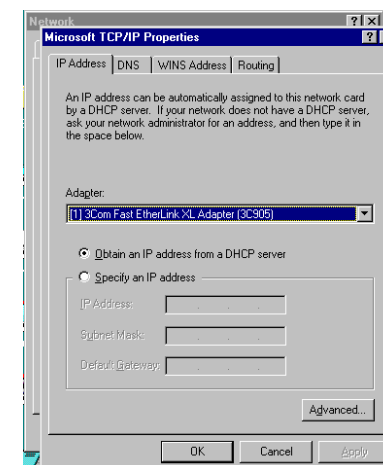 Network
Microsoft TCP/IP Properties
IP Address DNS WINS Address Routing
An IP address can be automatically assigned to this network card
by a DHCP server. If your network does not have a DHCP server,
ask your network administrator for an address, and then type it in
the space below.
Adapter:
[1] 3Com Fast EtherLink XL Adapter (3C905)
Obtain an IP address from a DHCP server
Specify an IP address
IP Address:
Subnet Mask:
Default Gateway:
Advanced...
OK Cancel Apply